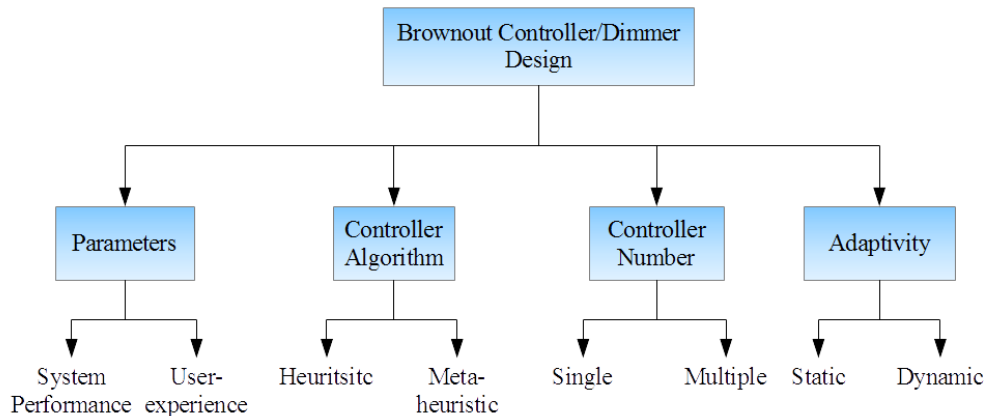 Brownout Controller/Dimmer
Design
Parameters
Controller
Algorithm
Controller
Number
Adaptivity
System
Performance
User-
experience
Heuritsitc
Meta-
heuristic
Single
Multiple
Static
Dynamic